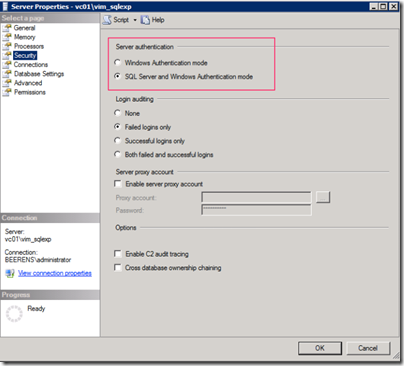 Server Properties - vc01\vim_sqlexp
Select a page
General
Memory
Processors
Security
Connections
Database Settings
Advanced
Permissions
Connection
Server:
vc01\vim_sqlexp
Connection:
BEERENS\administrator
View connection properties
Progress
Ready
Script
Help
Server authentication
Windows Authentication mode
SQL Server and Windows Authentication mode
Login auditing
None
Failed logins only
Successful logins only
Both failed and successful logins
Server proxy account
Enable server proxy account
Proxy account:
Password:
Options
Enable C2 audit tracing
Cross database ownership chaining
OK
Cancel